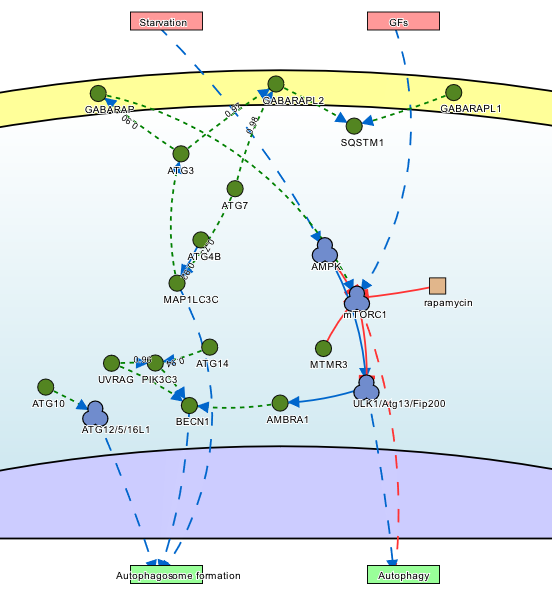 Starvation
GFs
GABARAP
GABARAPL2
GABARAPL1
SQSTM1
ATG3
ATG7
ATG4B
AMPK
MAP1LC3C
mTORC1
rapamycin
MTMR3
ATG14
UVRAG
PIK3C3
ULK1/Atg13/Fip200
ATG10
ATG12/5/16L1
BECN1
AMBRA1
Autophagosome formation
Autophagy